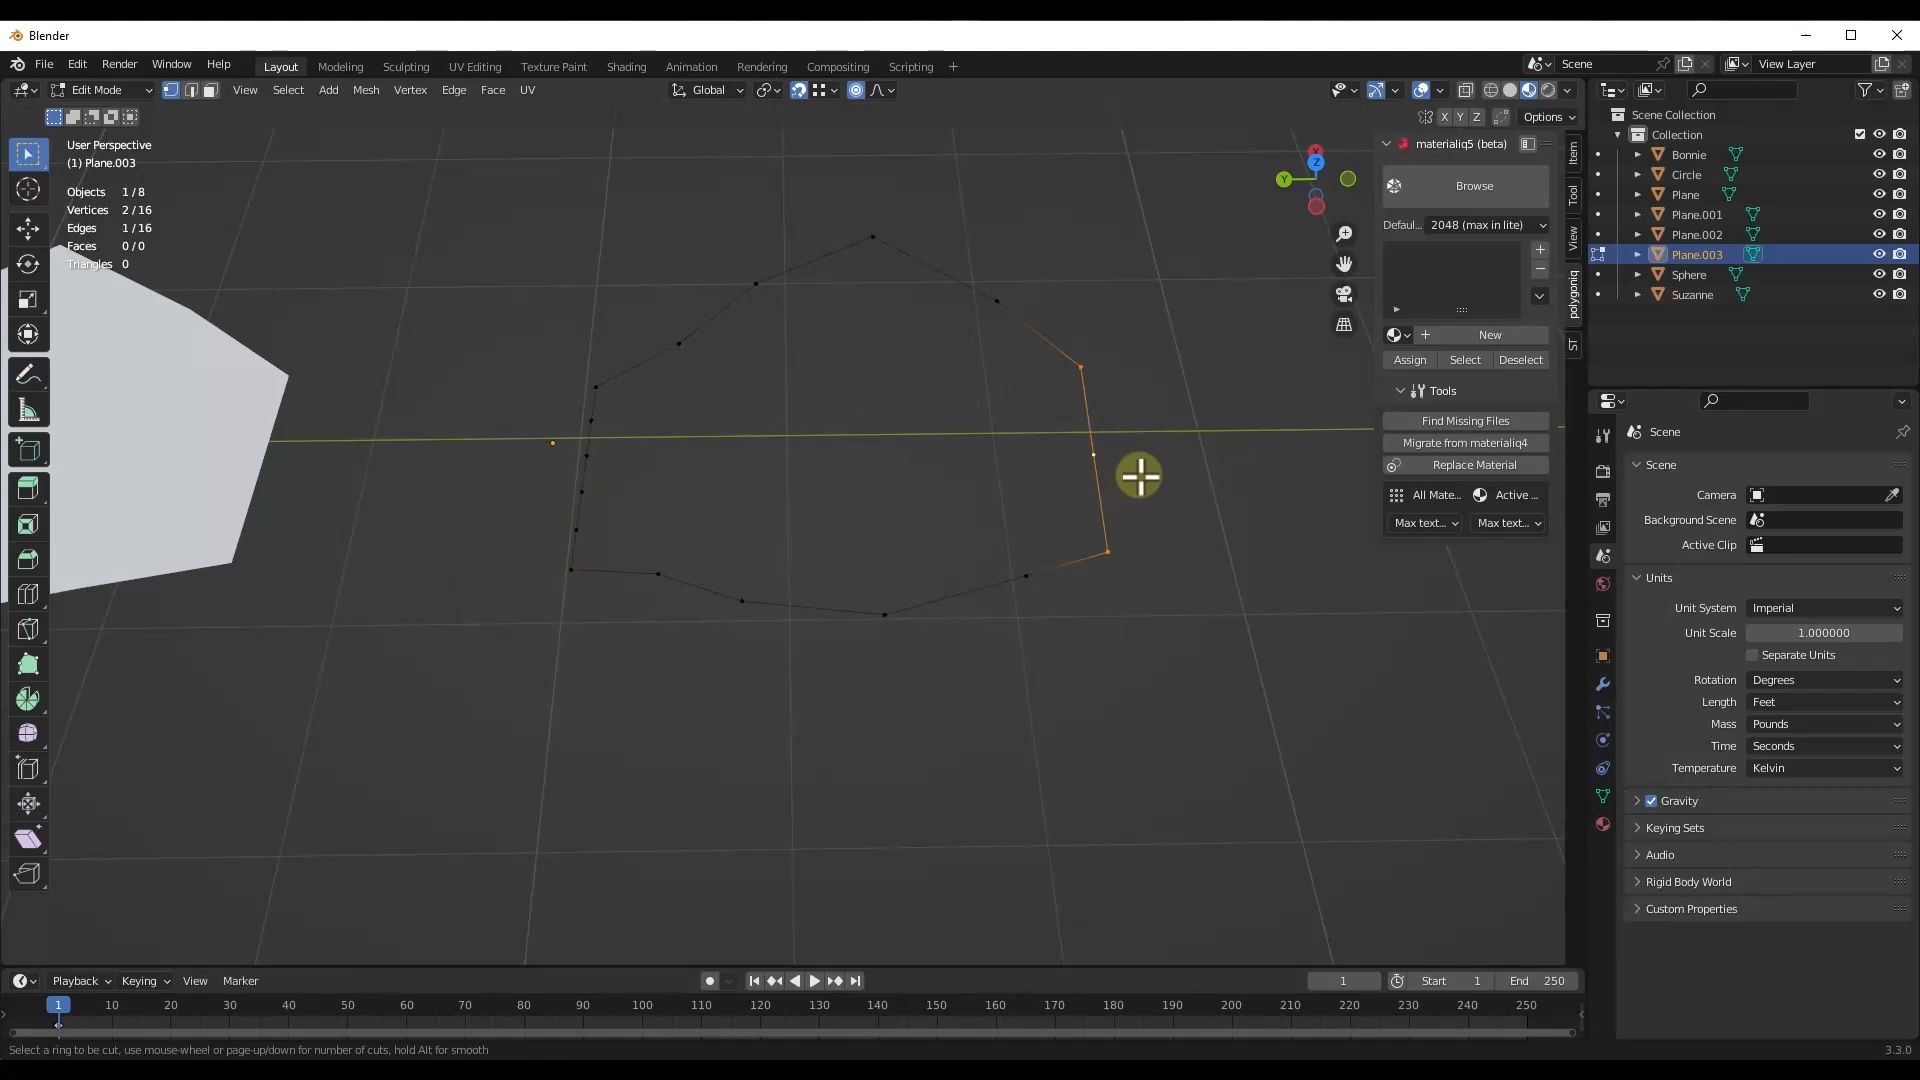 Blender
File Edit Render Window Help
Layout Modeling Sculpting UV Editing Texture Paint Shading Animation Rendering Compositing Scripting
Scene
View Layer
Edit Mode
View Select Add Mesh Vertex Edge Face UV
Global
X Y Z
Options
User Perspective
(1) Plane.003
Objects 1/8
Vertices 2/16
Edges 1/16
Faces 0/0
Triangles 0
Y
Z
X
materialiq5 (beta)
Browse
Defaul... 2048 (max in lite)
New
Assign Select Deselect
Tools
Find Missing Files
Migrate from materialiq4
Replace Material
All Mate... Active ...
Max text... Max text...
Item
Tool
View
polygoniq
ST
Scene Collection
Collection
Bonnie
Circle
Plane
Plane.001
Plane.002
Plane.003
Sphere
Suzanne
Scene
Scene
Camera
Background Scene
Active Clip
Units
Unit System Imperial
Unit Scale 1.000000
Separate Units
Rotation Degrees
Length Feet
Mass Pounds
Time Seconds
Temperature Kelvin
Gravity
Keying Sets
Audio
Rigid Body World
Custom Properties
Playback Keying View Marker
1
Start 1 End 250
1 10 20 30 40 50 60 70 80 90 100 110 120 130 140 150 160 170 180 190 200 210 220 230 240 250
Select a ring to be cut, use mouse-wheel or page-up/down for number of cuts, hold Alt for smooth
3.3.0